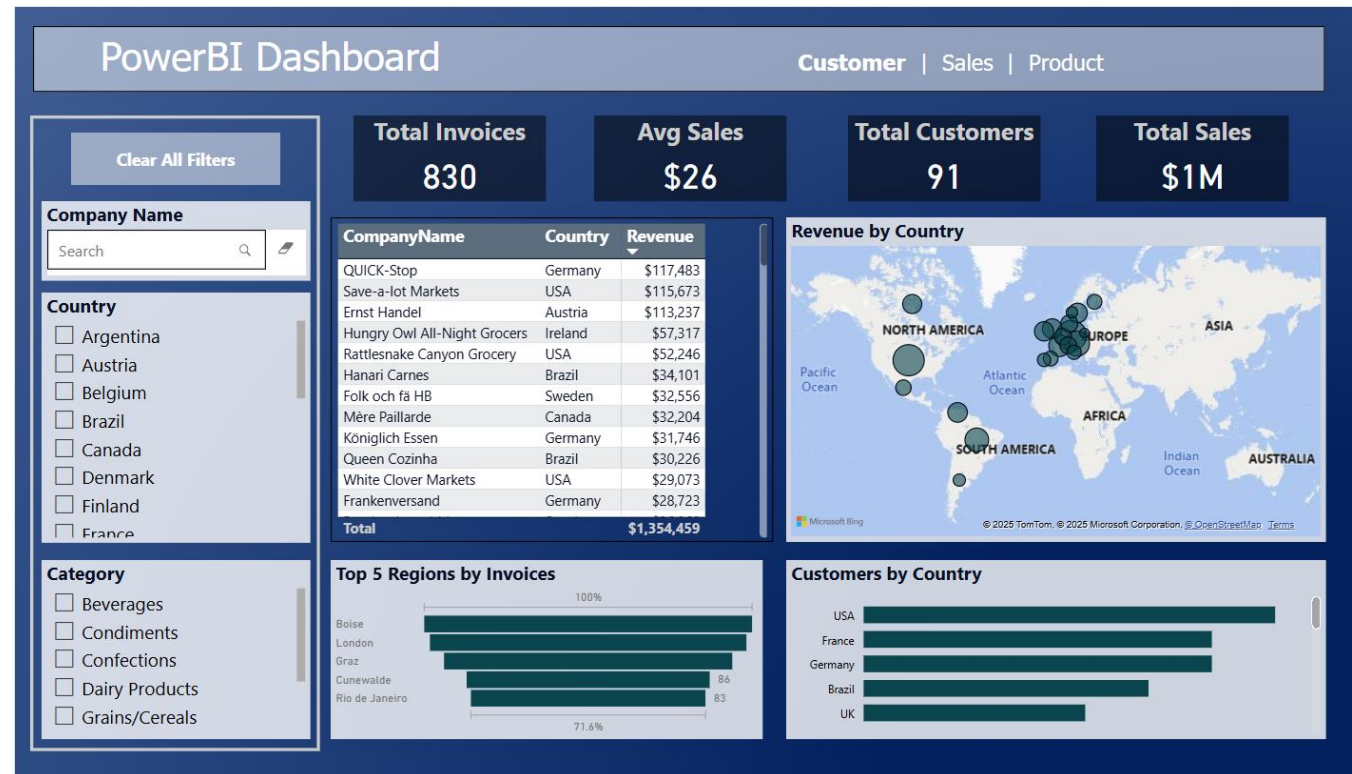 PowerBI Dashboard
Customer | Sales | Product
Clear All Filters
Company Name
Search
Country
Argentina
Austria
Belgium
Brazil
Canada
Denmark
Finland
France
Category
Beverages
Condiments
Confections
Dairy Products
Grains/Cereals
Total Invoices
830
Avg Sales
$26
Total Customers
91
Total Sales
$1M
CompanyName Country Revenue
QUICK-Stop Germany $117,483
Save-a-lot Markets USA $115,673
Ernst Handel Austria $113,237
Hungry Owl All-Night Grocers Ireland $57,317
Rattlesnake Canyon Grocery USA $52,246
Hanari Carnes Brazil $34,101
Folk och fä HB Sweden $32,556
Mère Paillarde Canada $32,204
Königlich Essen Germany $31,746
Queen Cozinha Brazil $30,226
White Clover Markets USA $29,073
Frankenversand Germany $28,723
Total $1,354,459
Revenue by Country
NORTH AMERICA
EUROPE
ASIA
Pacific
Ocean
Atlantic
Ocean
AFRICA
SOUTH AMERICA
Indian
Ocean
AUSTRALIA
Microsoft Bing
© 2025 TomTom, © 2025 Microsoft Corporation, © OpenStreetMap Terms
Top 5 Regions by Invoices
100%
Boise
London
Graz
Cunewalde 86
Rio de Janeiro 83
71.6%
Customers by Country
USA
France
Germany
Brazil
UK